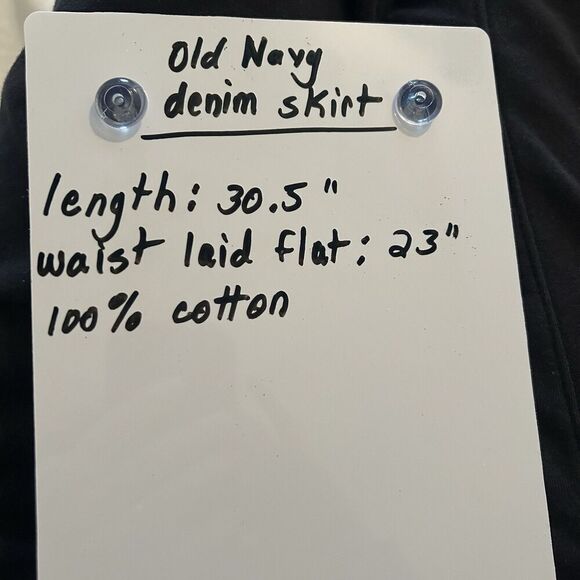 Old Navy
denim skirt
length: 30.5"
waist laid flat: 23"
100% cotton